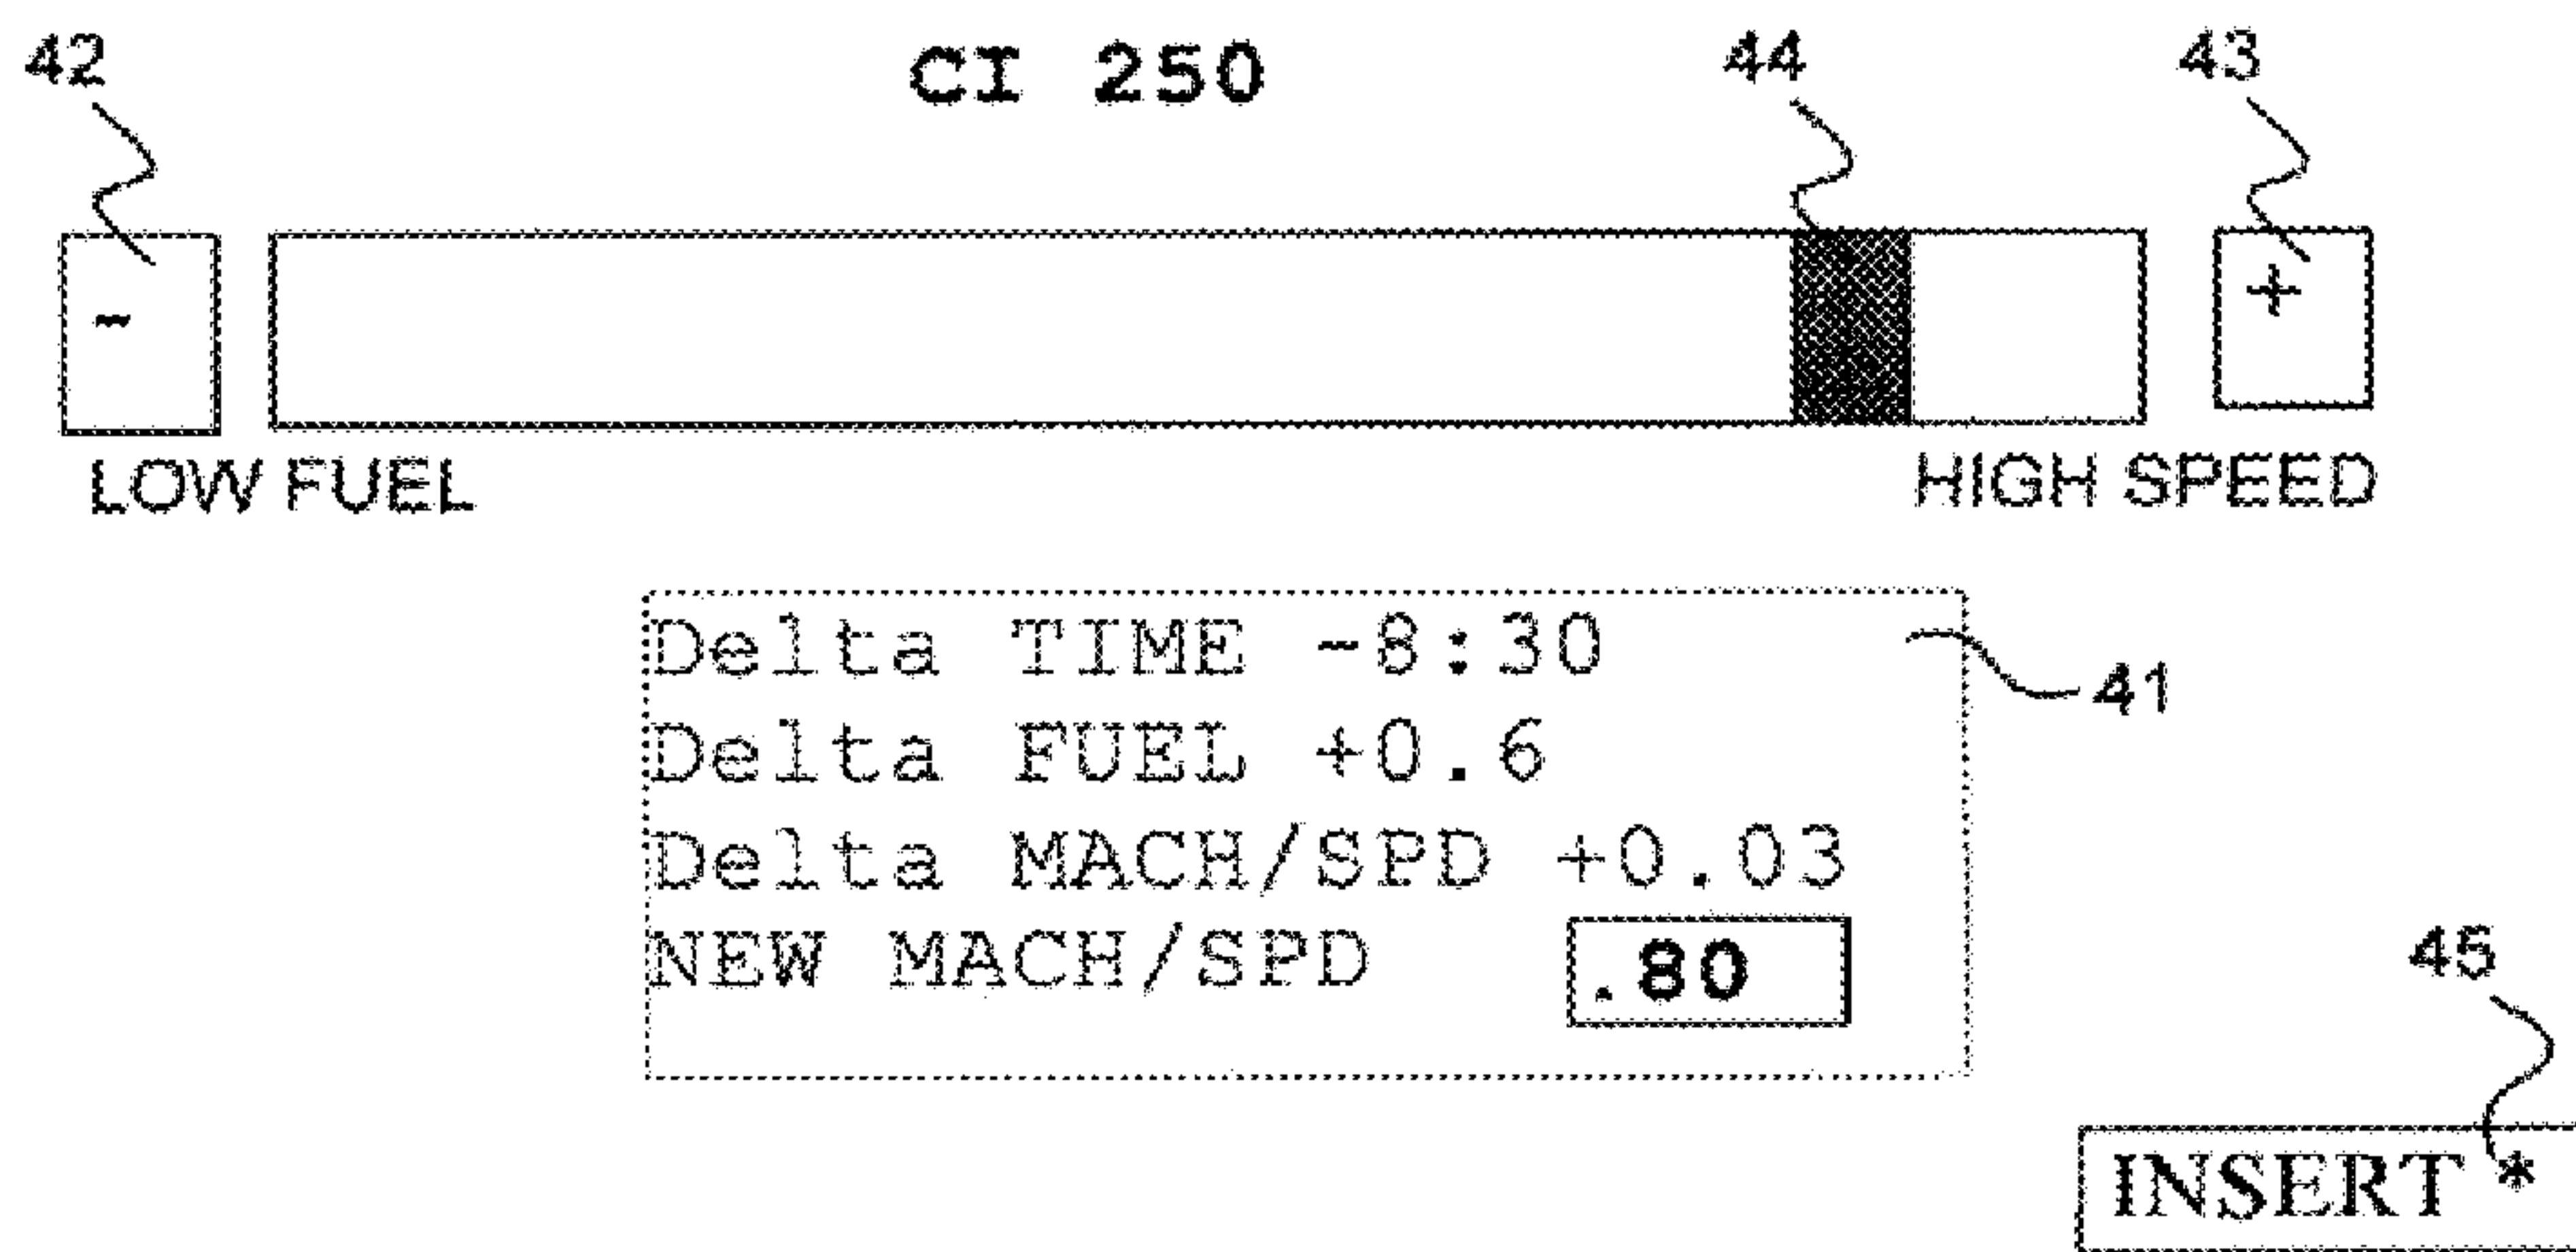 42 CI 250 44 43
- +
LOW FUEL HIGH SPEED
Delta TIME -8:30
41
Delta FUEL +0.6
Delta MACH/SPD +0.03
NEW MACH/SPD .80
45
INSERT *